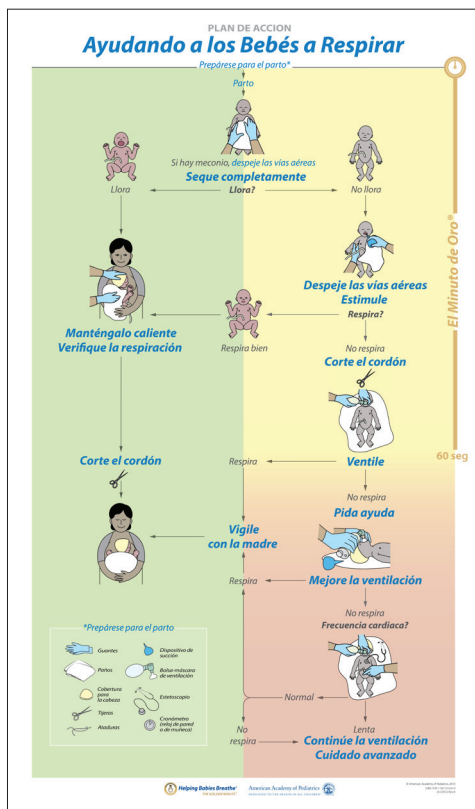 PLAN DE ACCION
Ayudando a los Bebés a Respirar
Prepárese para el parto*
Parto
Si hay meconio, despeje las vías aéreas
Seque completamente
Llora
Llora?
No llora
El Minuto de Oro®
Despeje las vías aéreas
Estimule
Respira?
Manténgalo caliente
Verifique la respiración
Respira bien
No respira
Corte el cordón
60 seg
Corte el cordón
Respira
Ventile
No respira
Pida ayuda
Vigile
con la madre
Respira
Mejore la ventilación
No respira
Frecuencia cardiaca?
*Prepárese para el parto
Guantes
Dispositivo de
succión
Paños
Bolsa-máscara
de ventilación
Cobertura
para
la cabeza
Estetoscopio
Tijeras
Cronómetro
(reloj de pared
o de muñeca)
Ataduras
Normal
No
respira
Lenta
Continúe la ventilación
Cuidado avanzado
Helping Babies Breathe®
American Academy of Pediatrics